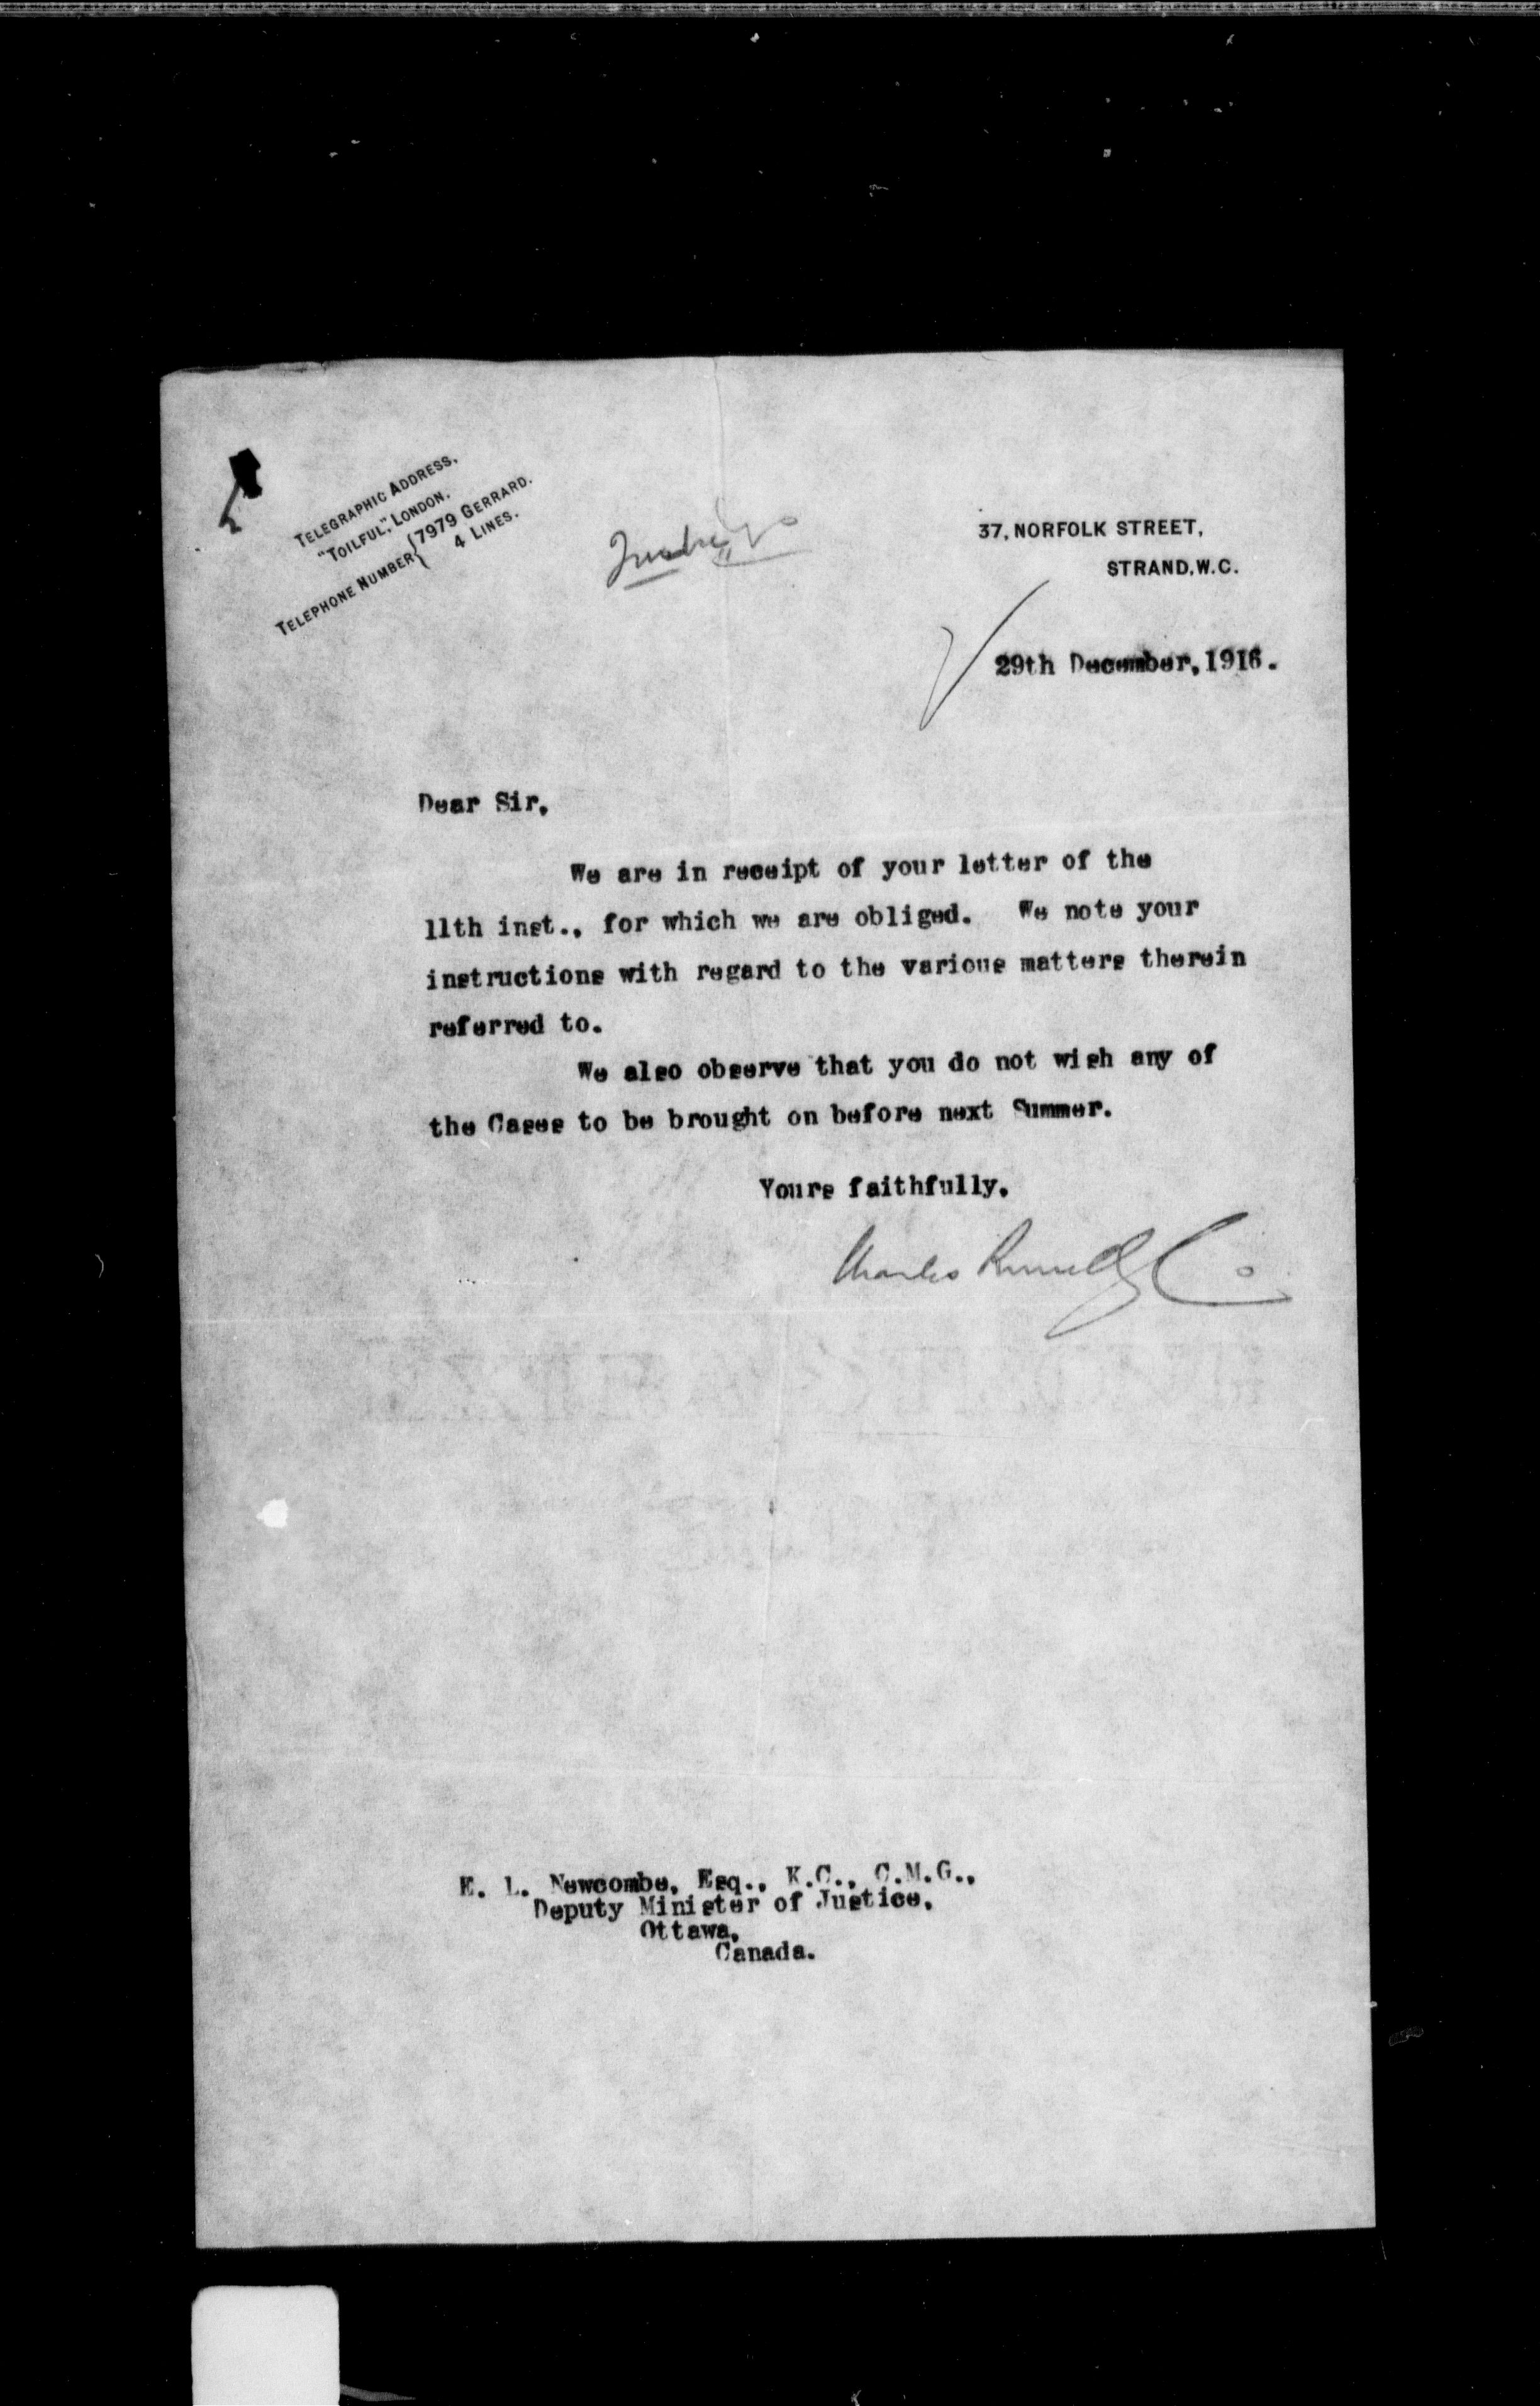 TELEGRAPHIC ADDRESS.
"TOILFUL", LONDON.
TELEPHONE NUMBER { 7979 GERRARD.
4 LINES.
37, NORFOLK STREET,
STRAND, W.C.
29th December, 1916.
Dear Sir,
We are in receipt of your letter of the
11th inst., for which we are obliged. We note your
instructions with regard to the various matters therein
referred to.
We also observe that you do not wish any of
the Cases to be brought on before next Summer.
Yours faithfully,
Charles Russell & Co
E. L. Newcombe, Esq., K.C., C.M.G.,
Deputy Minister of Justice,
Ottawa,
Canada.